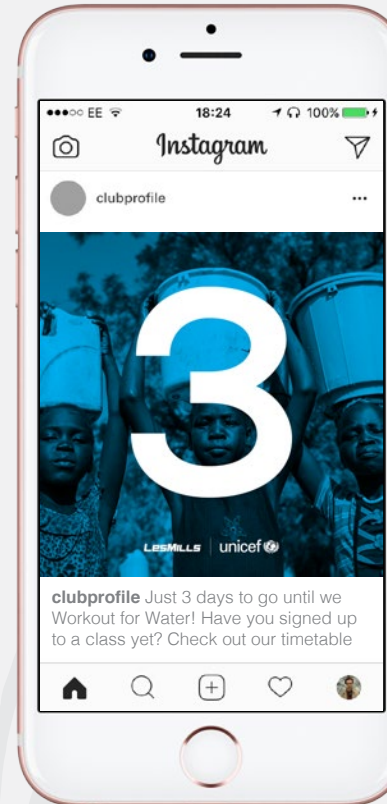 EE 18:24 100%
Instagram
clubprofile
3
LesMILLS unicef
clubprofile Just 3 days to go until we
Workout for Water! Have you signed up
to a class yet? Check out our timetable